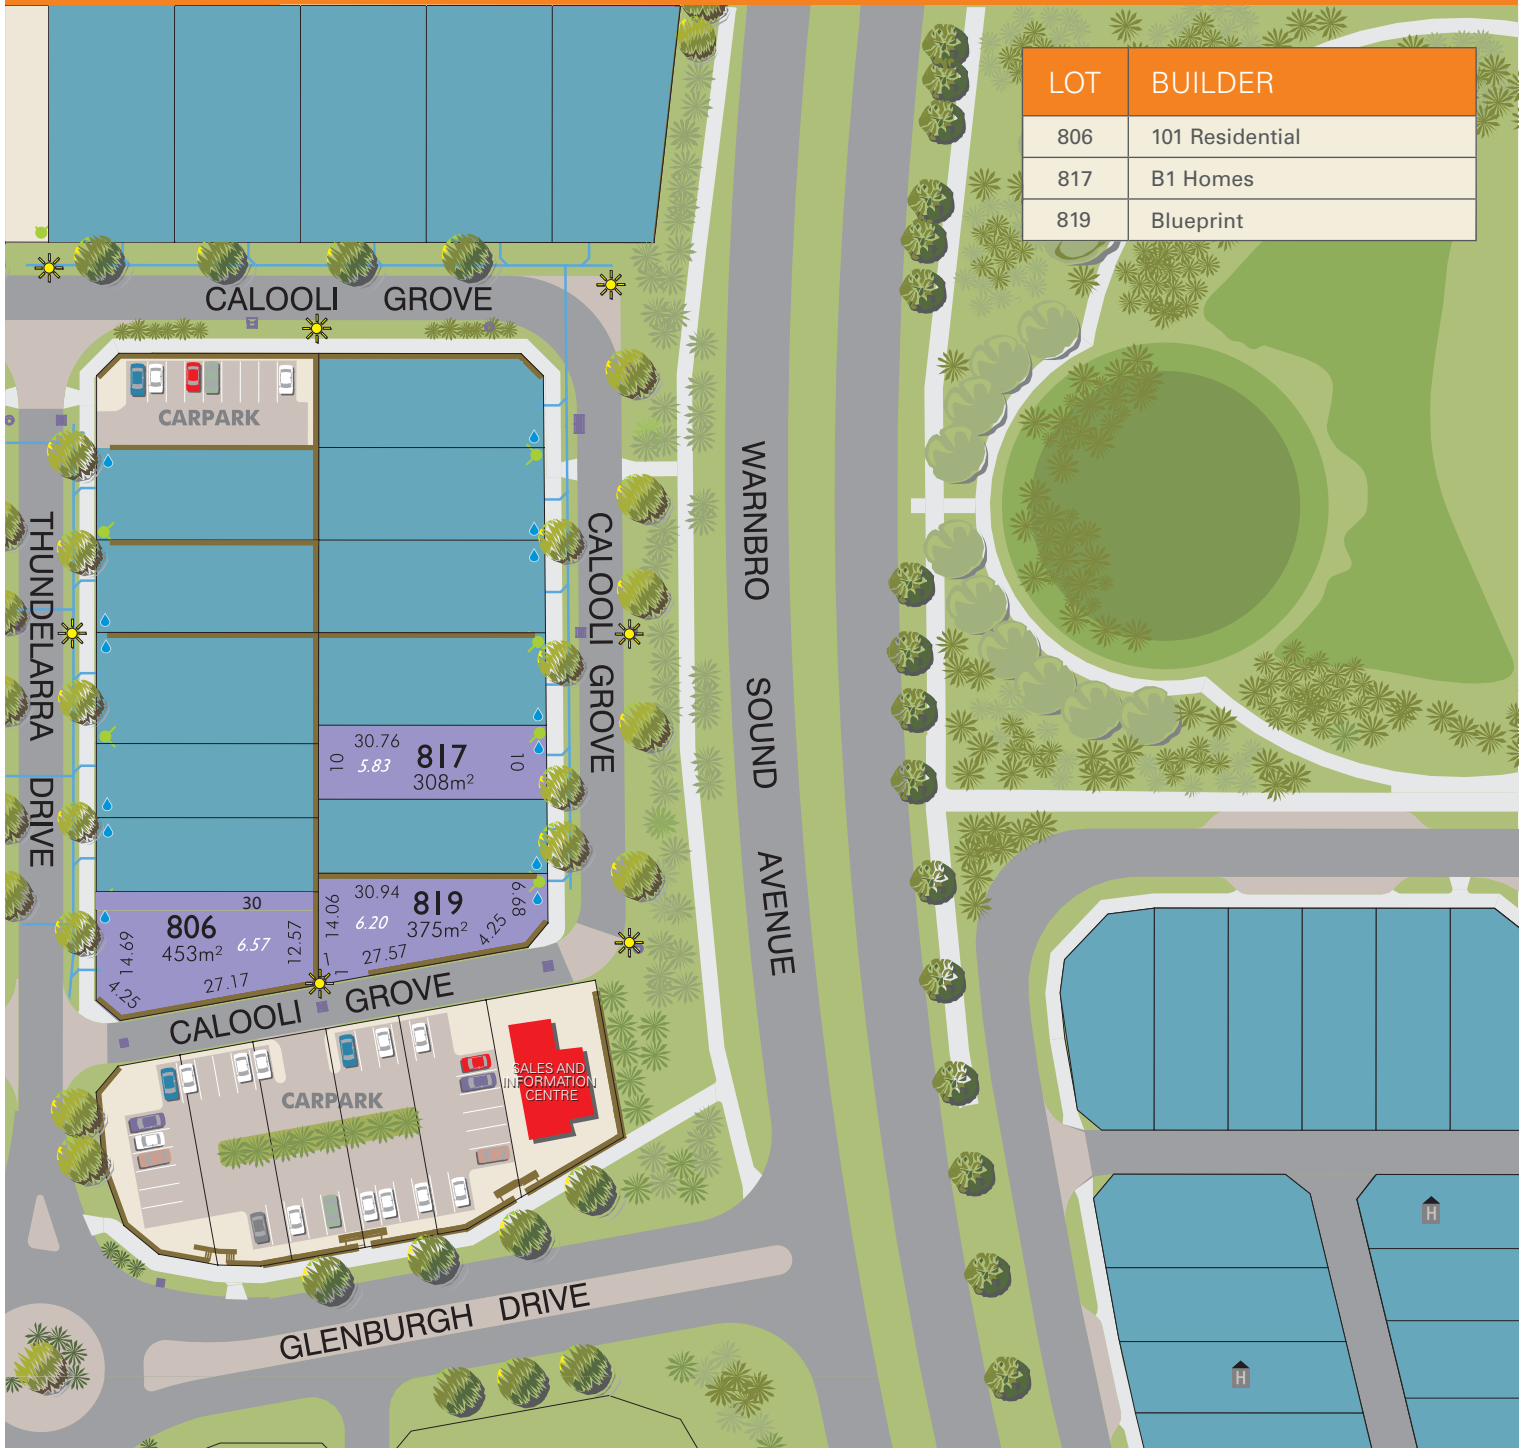 LOT BUILDER
806 101 Residential
817 B1 Homes
819 Blueprint
CALOOLI GROVE
CARPARK
THUNDELARRA DRIVE
CALOOLI GROVE
WARNBRO SOUND AVENUE
30.76
10 5.83 817 10
308m²
30
806
453m² 6.57
14.69
12.57
4.25
27.17
30.94
14.06
6.20
819
375m²
6.68
4.25
27.57
1
1
CALOOLI GROVE
CARPARK
SALES AND
INFORMATION
CENTRE
GLENBURGH DRIVE
H
H